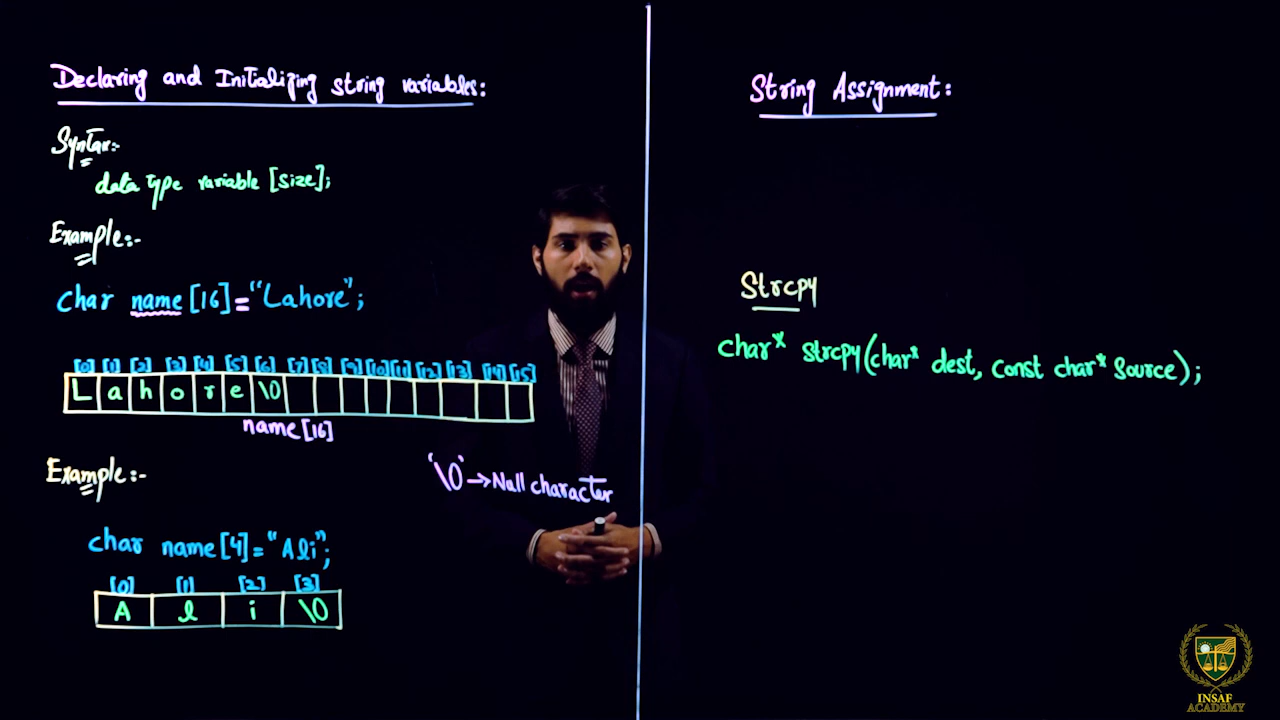 Declaring and Initializing string variables:
Syntax:-
data type variable [size];
Example:-
char name [16] = "Lahore";
[0] [1] [2] [3] [4] [5] [6] [7] [8] [9] [10] [11] [12] [13] [14] [15]
L a h o r e \0
name [16]
'\0' → Null character
Example:-
char name [4] = "Ali";
[0] [1] [2] [3]
A l i \0
String Assignment:
Strcpy
char* strcpy(char* dest, const char* source);
INSAF
ACADEMY